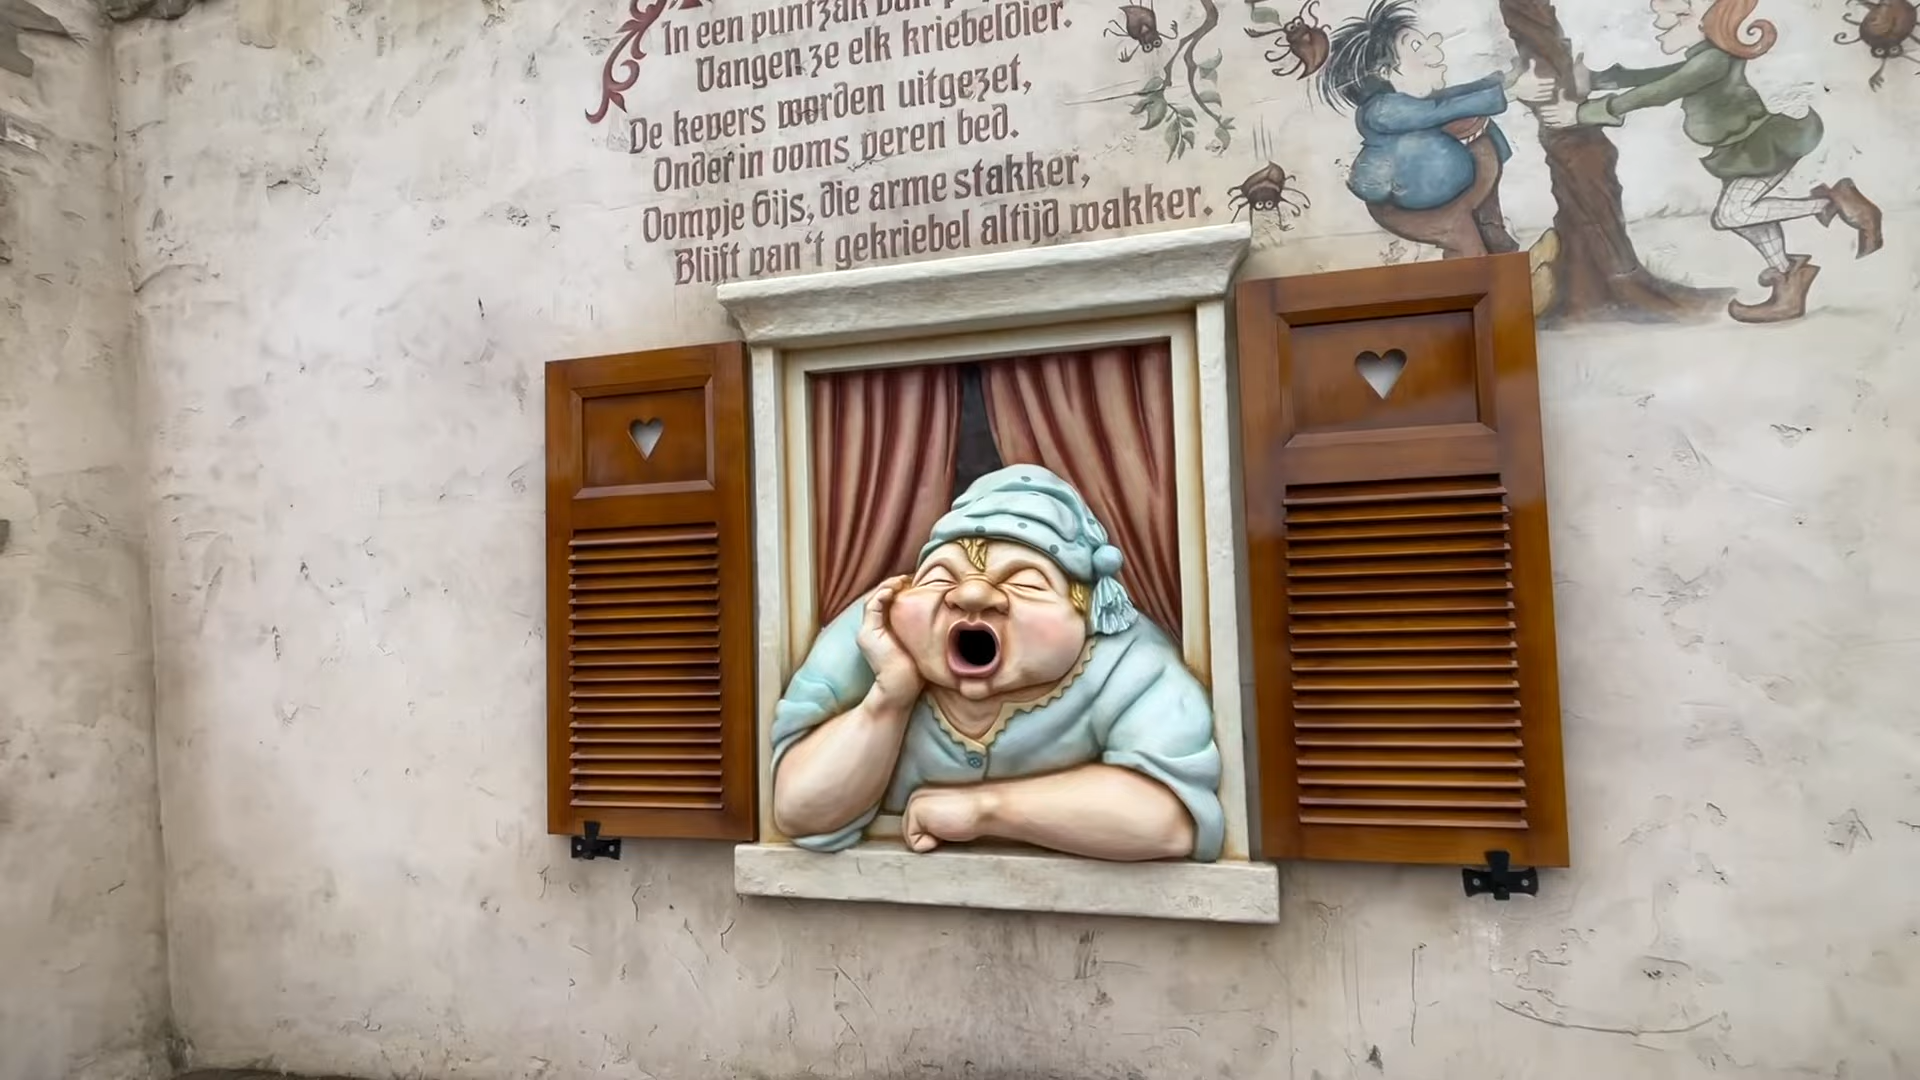 In een puntzak van
Vangen ze elk kriebeldier.
De kevers worden uitgezet,
Onder in ooms veren bed.
Oompje Gijs, die arme stakker,
Blijft van 't gekriebel altijd wakker.